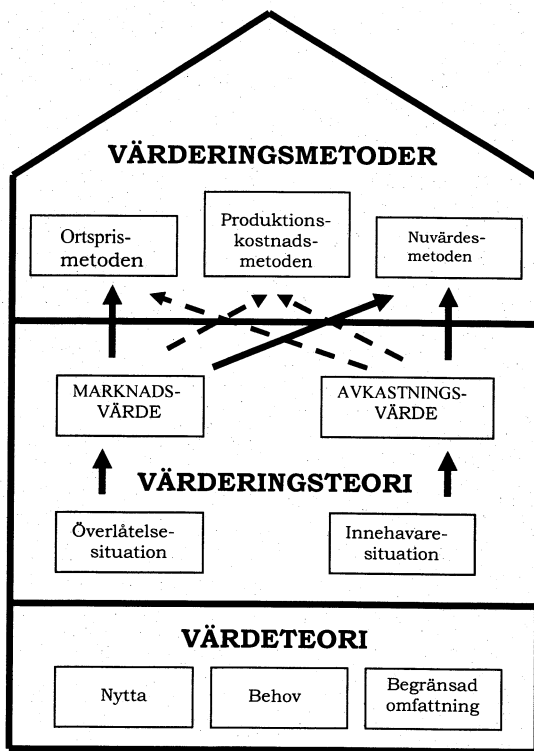 VÄRDERINGSMETODER
Ortspris-
metoden
Produktions-
kostnads-
metoden
Nuvärdes-
metoden
MARKNADS-
VÄRDE
AVKASTNINGS-
VÄRDE
VÄRDERINGSTEORI
Överlåtelse-
situation
Innehavare-
situation
VÄRDETEORI
Nytta
Behov
Begränsad
omfattning